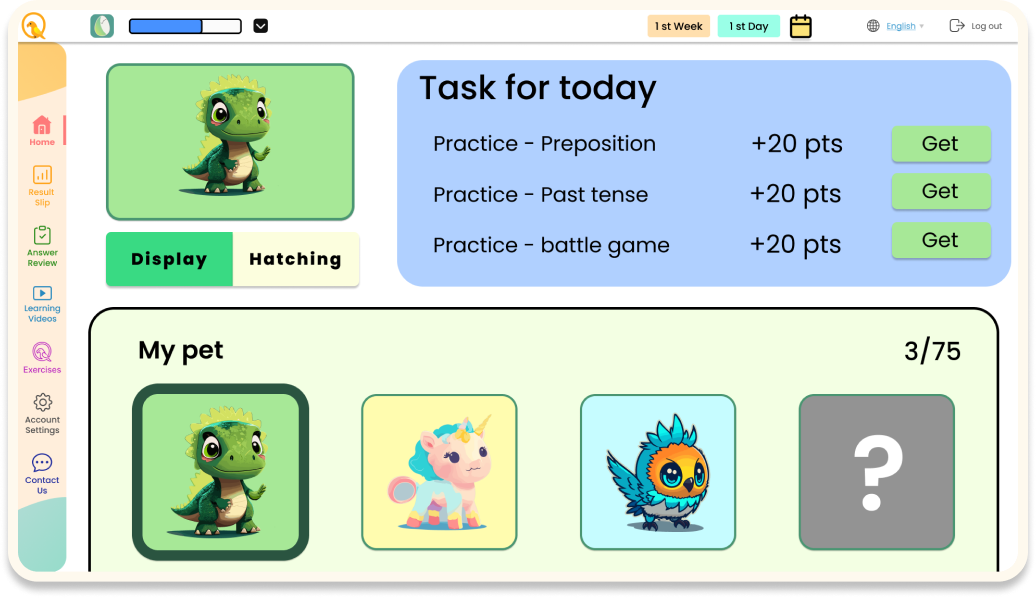 1 st Week
1 st Day
English
Log out
Home
Result
Slip
Answer
Review
Learning
Videos
Exercises
Account
Settings
Contact
Us
Display
Hatching
Task for today
Practice - Preposition
+20 pts
Get
Practice - Past tense
+20 pts
Get
Practice - battle game
+20 pts
Get
My pet
3/75
?